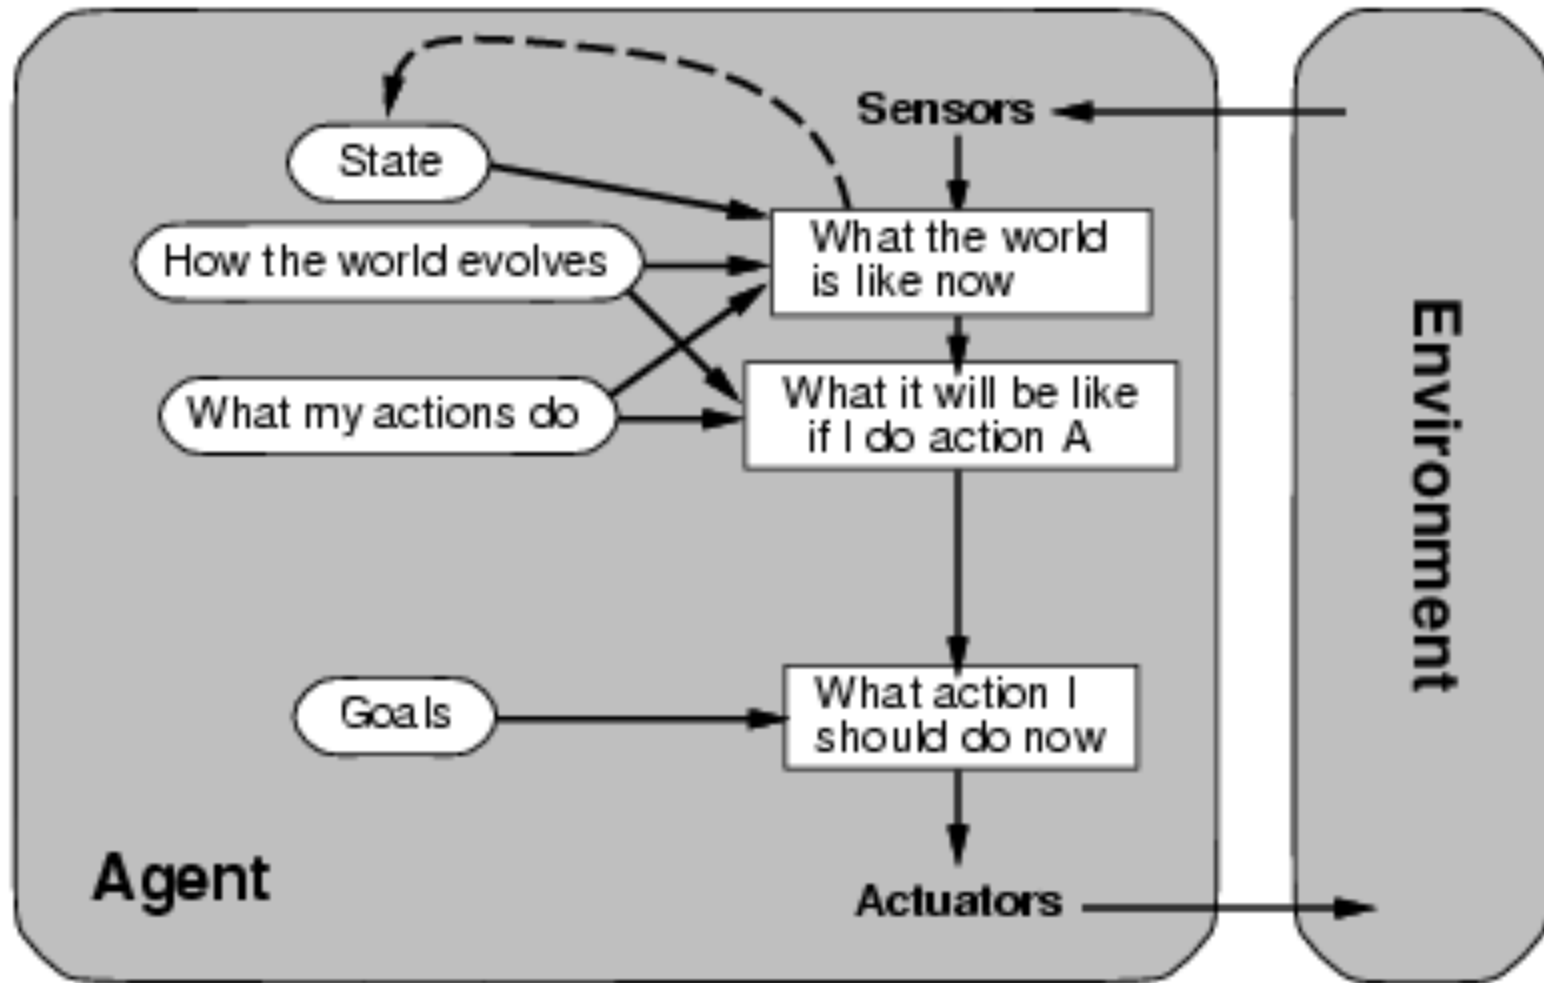 Sensors
State
What the world
is like now
How the world evolves
What it will be like
if I do action A
What my actions do
Goals
What action I
should do now
Agent
Actuators
Environment